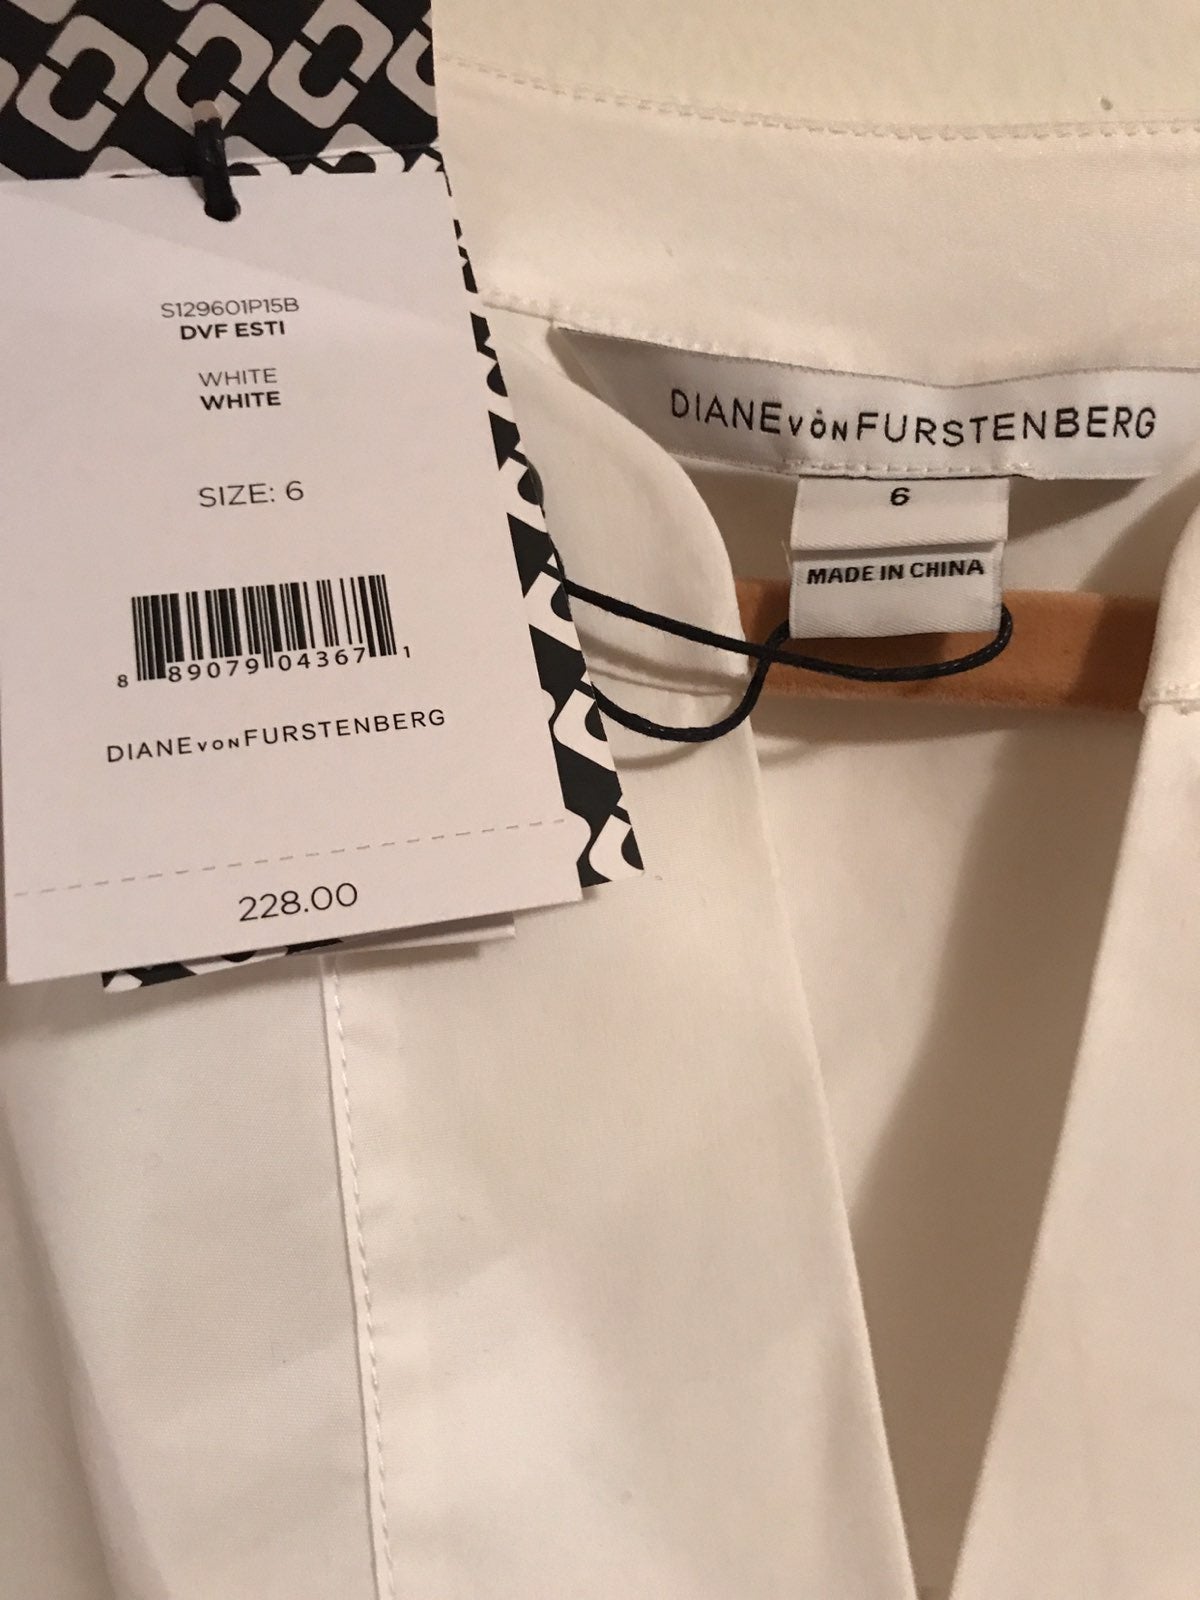 S129601P15B
DVF ESTI
WHITE
WHITE
SIZE: 6
8 89079 04367 1
DIANE VON FURSTENBERG
228.00
DIANE VON FURSTENBERG
6
MADE IN CHINA